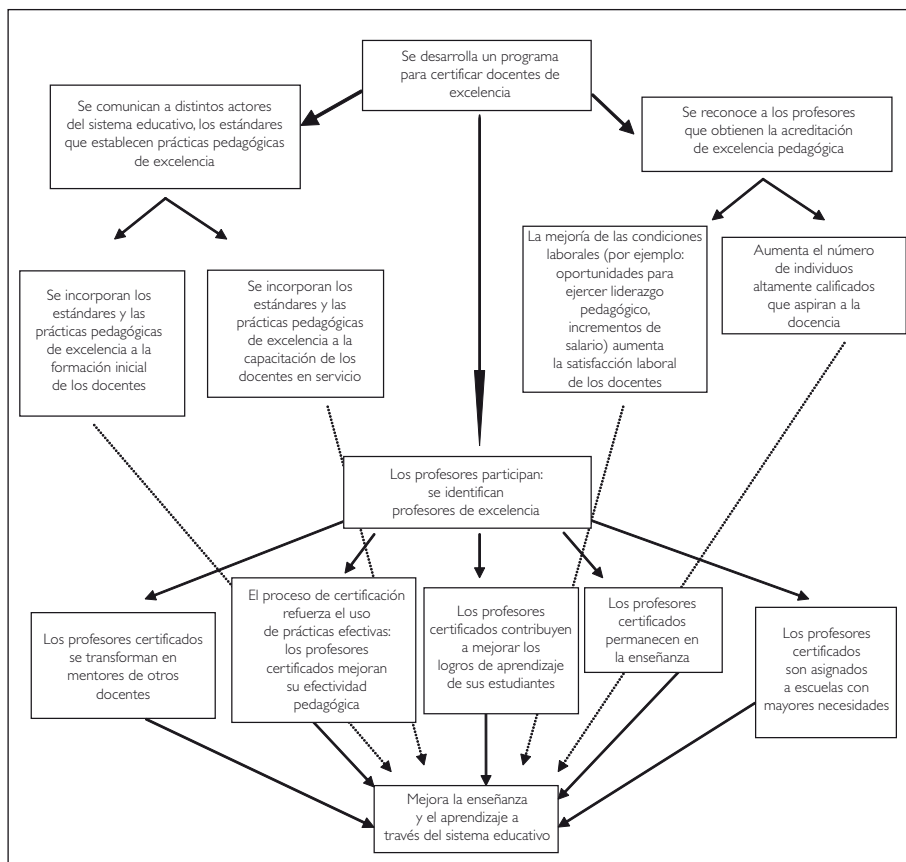 Se desarrolla un programa
para certificar docentes de
excelencia
Se comunican a distintos actores
del sistema educativo, los estándares
que establecen prácticas pedagógicas
de excelencia
Se reconoce a los profesores
que obtienen la acreditación
de excelencia pedagógica
Se incorporan los
estándares y las
prácticas pedagógicas
de excelencia a la
formación inicial
de los docentes
Se incorporan los
estándares y las
prácticas pedagógicas
de excelencia a la
capacitación de los
docentes en servicio
La mejoría de las condiciones
laborales (por ejemplo:
oportunidades para
ejercer liderazgo
pedagógico,
incrementos de
salario) aumenta
la satisfacción laboral
de los docentes
Aumenta el número
de individuos
altamente calificados
que aspiran a la
docencia
Los profesores participan:
se identifican
profesores de excelencia
Los profesores certificados
se transforman en
mentores de otros
docentes
El proceso de certificación
refuerza el uso
de prácticas efectivas:
los profesores
certificados mejoran
su efectividad
pedagógica
Los profesores
certificados contribuyen
a mejorar los
logros de aprendizaje
de sus estudiantes
Los profesores
certificados
permanecen en
la enseñanza
Los profesores
certificados
son asignados
a escuelas con
mayores necesidades
Mejora la enseñanza
y el aprendizaje a
través del sistema educativo